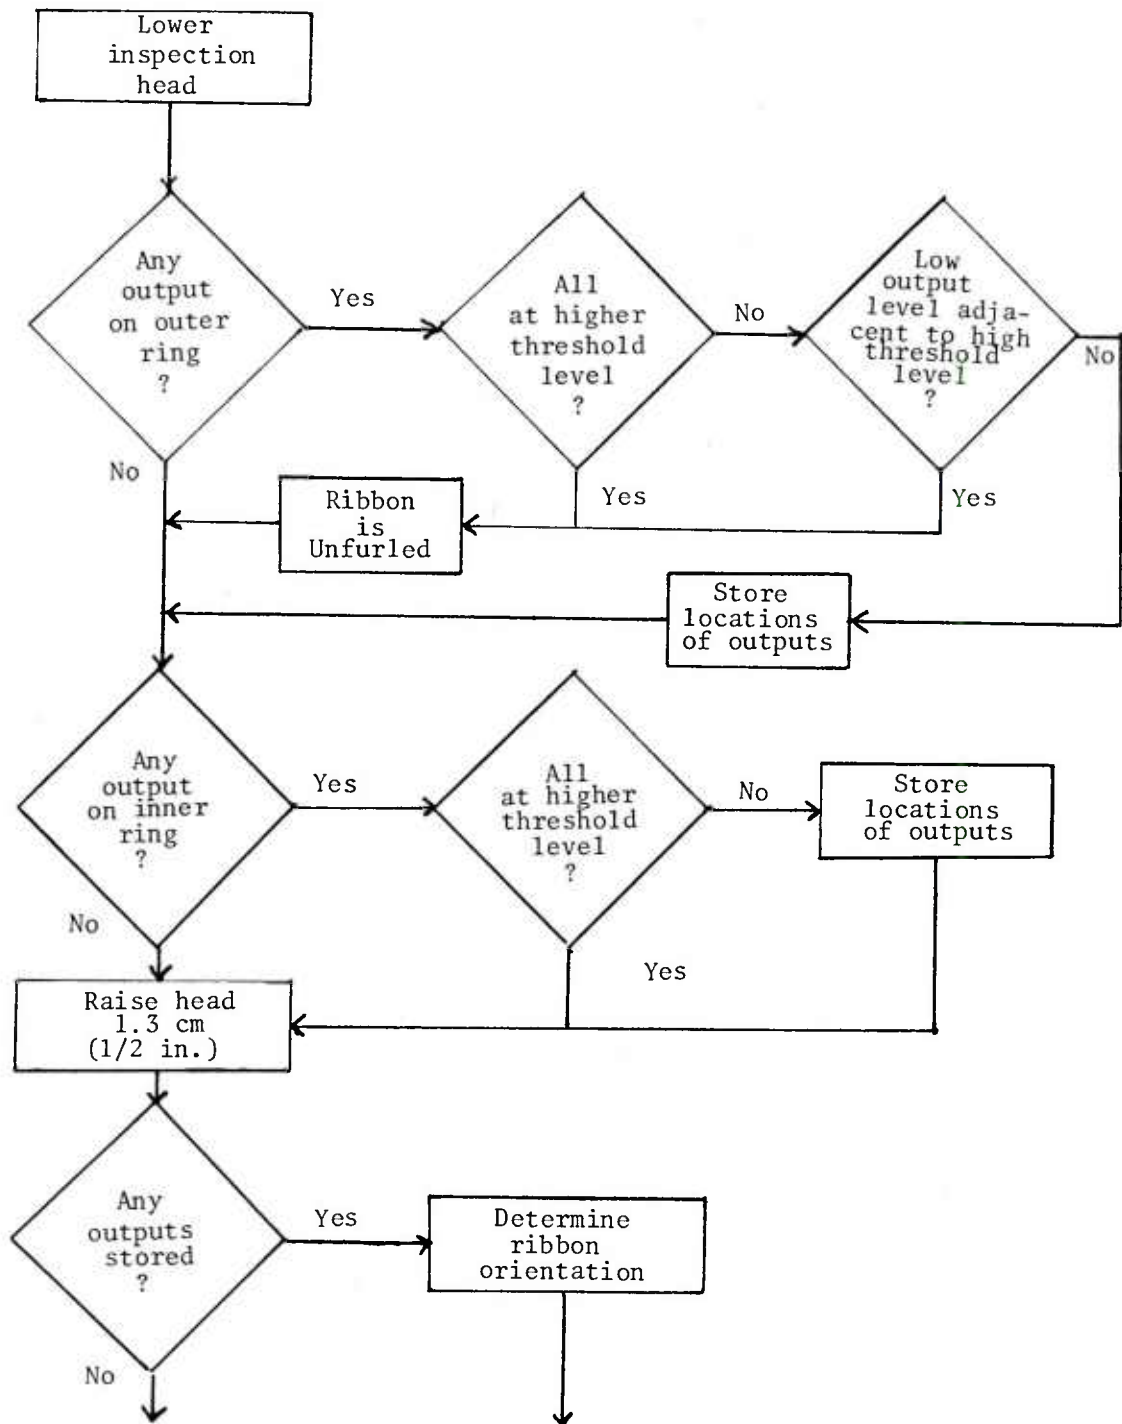 Lower
inspection
head
Any
output
on outer
ring
?
Yes
All
at higher
threshold
level
?
No
Low
output
level adja-
cent to high
threshold
level
?
No
No
Ribbon
is
Unfurled
Yes
Yes
Store
locations
of outputs
Any
output
on inner
ring
?
Yes
All
at higher
threshold
level
?
No
Store
locations
of outputs
No
Yes
Raise head
1.3 cm
(1/2 in.)
Any
outputs
stored
?
Yes
Determine
ribbon
orientation
No